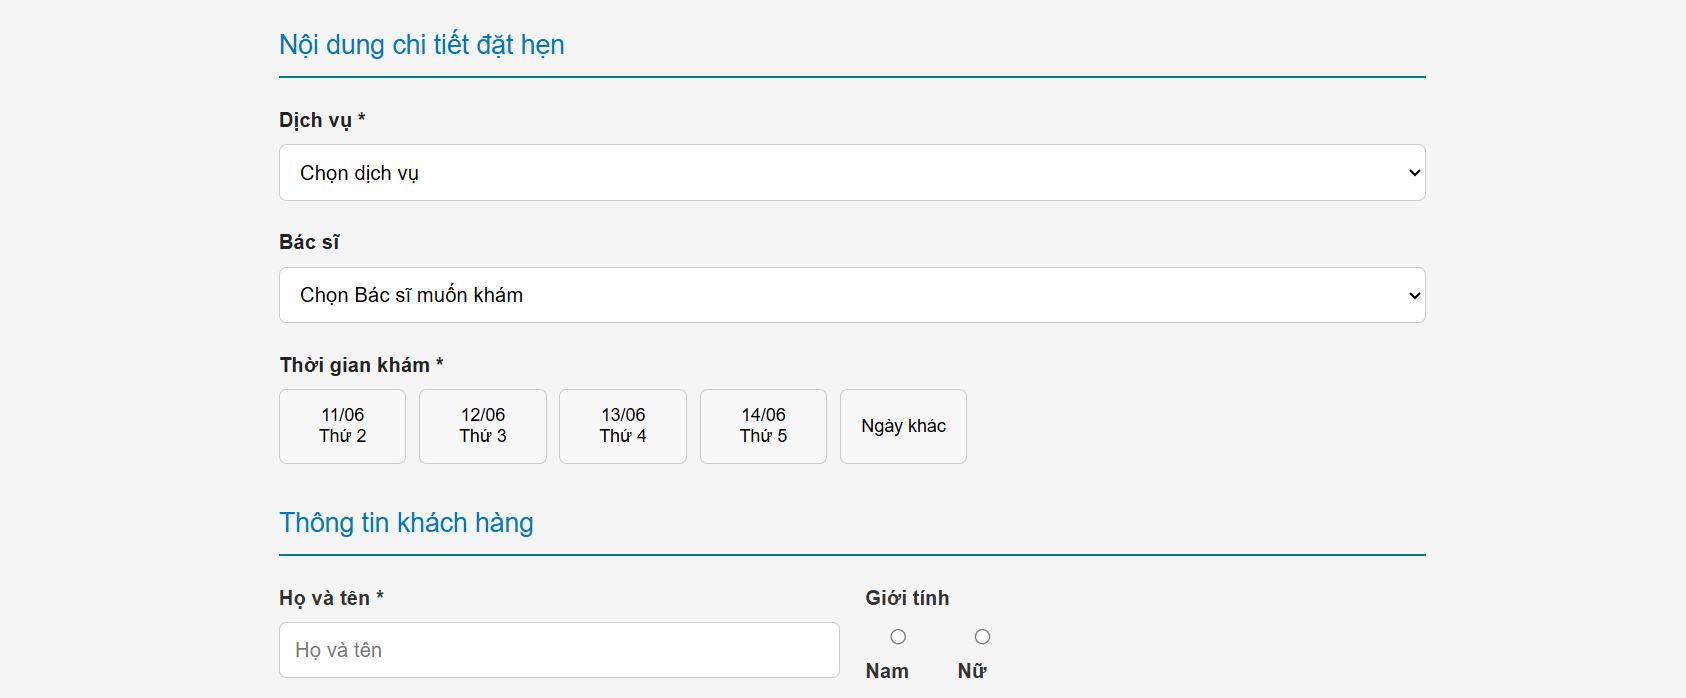 Nội dung chi tiết đặt hẹn
Dịch vụ *
Chọn dịch vụ
Bác sĩ
Chọn Bác sĩ muốn khám
Thời gian khám *
11/06
Thứ 2
12/06
Thứ 3
13/06
Thứ 4
14/06
Thứ 5
Ngày khác
Thông tin khách hàng
Họ và tên *
Họ và tên
Giới tính
Nam
Nữ